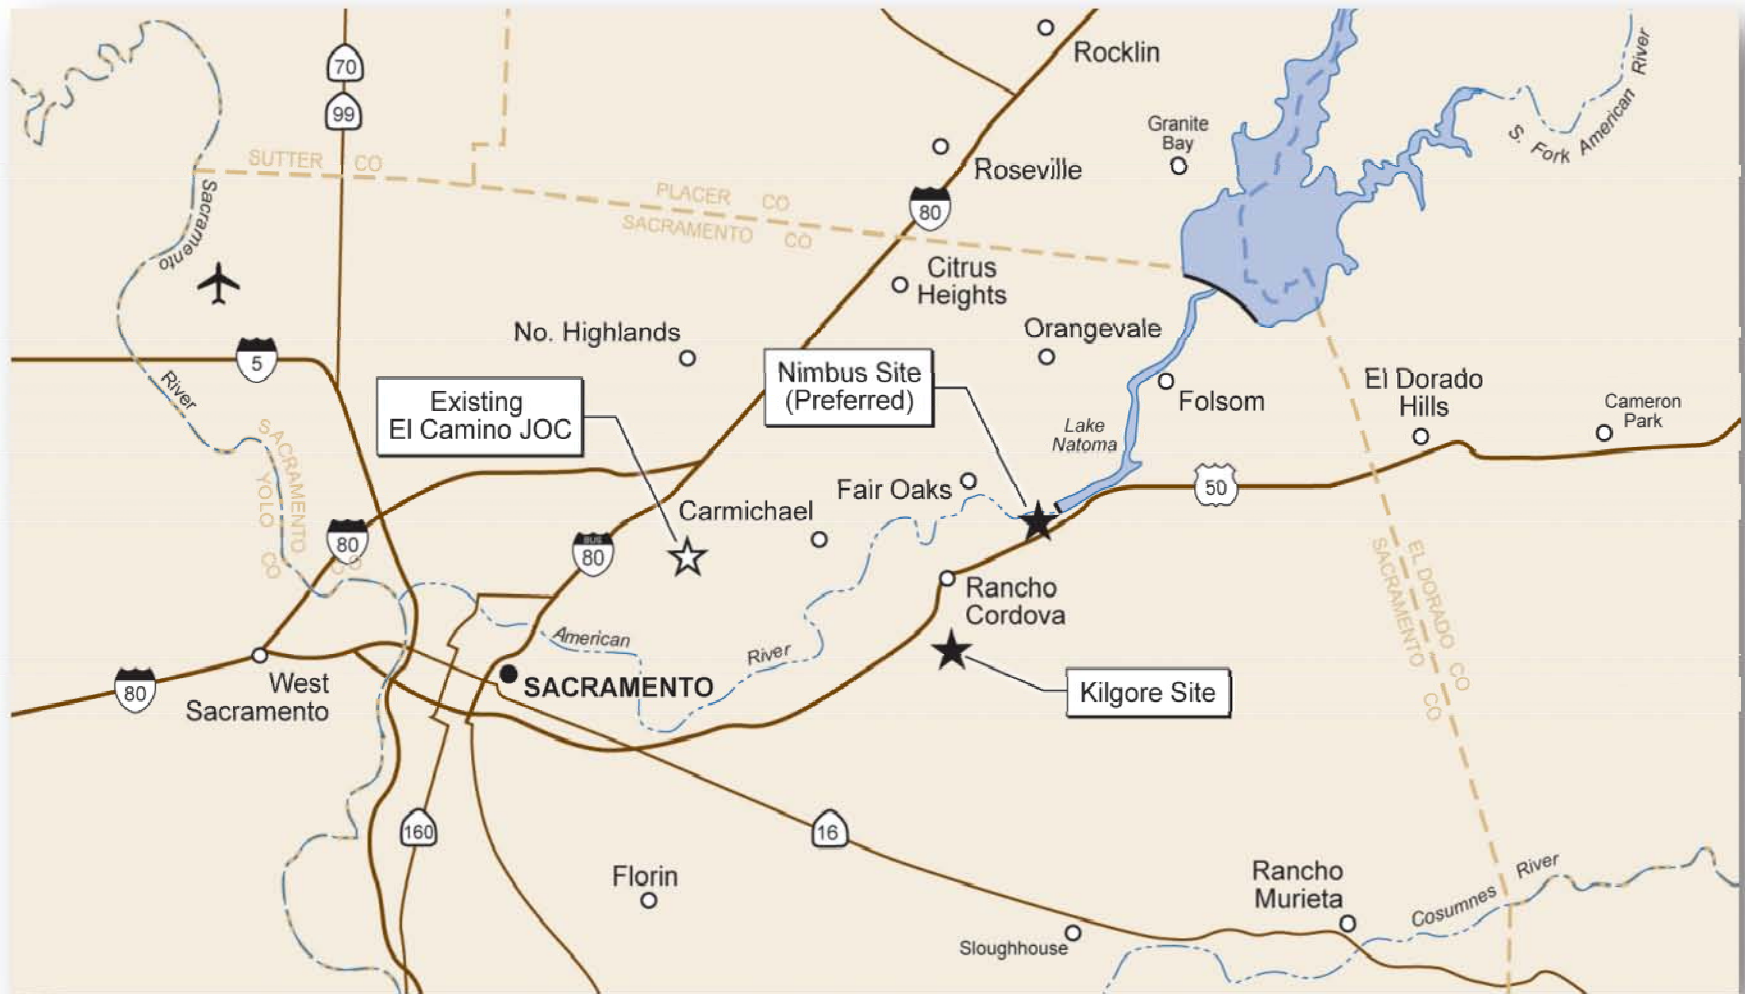 70
99
Rocklin
Granite
Bay
River
S. Fork American
SUTTER CO
Roseville
Sacramento
PLACER CO
SACRAMENTO CO
80
Citrus
Heights
No. Highlands
Orangevale
5
Nimbus Site
(Preferred)
El Dorado
Hills
River
Existing
El Camino JOC
Folsom
Cameron
Park
Lake
Natoma
SACRAMENTO CO
YOLO CO
Fair Oaks
50
Carmichael
80
BUS
80
EL DORADO CO
SACRAMENTO CO
Rancho
Cordova
American
River
80
West
Sacramento
SACRAMENTO
Kilgore Site
160
16
Florin
Rancho
Murieta
Cosumnes
River
Sloughhouse